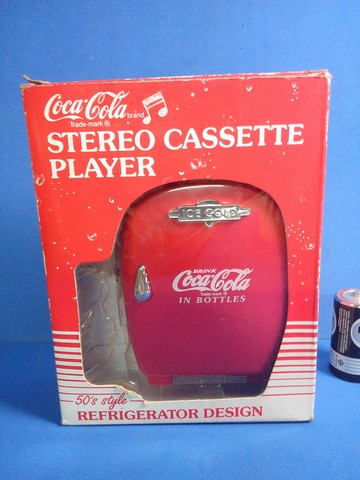 Coca-Cola brand
Trade-mark ®
STEREO CASSETTE
PLAYER
ICE COLD
DRINK
Coca-Cola
Trade-mark ®
IN BOTTLES
50's style
REFRIGERATOR DESIGN